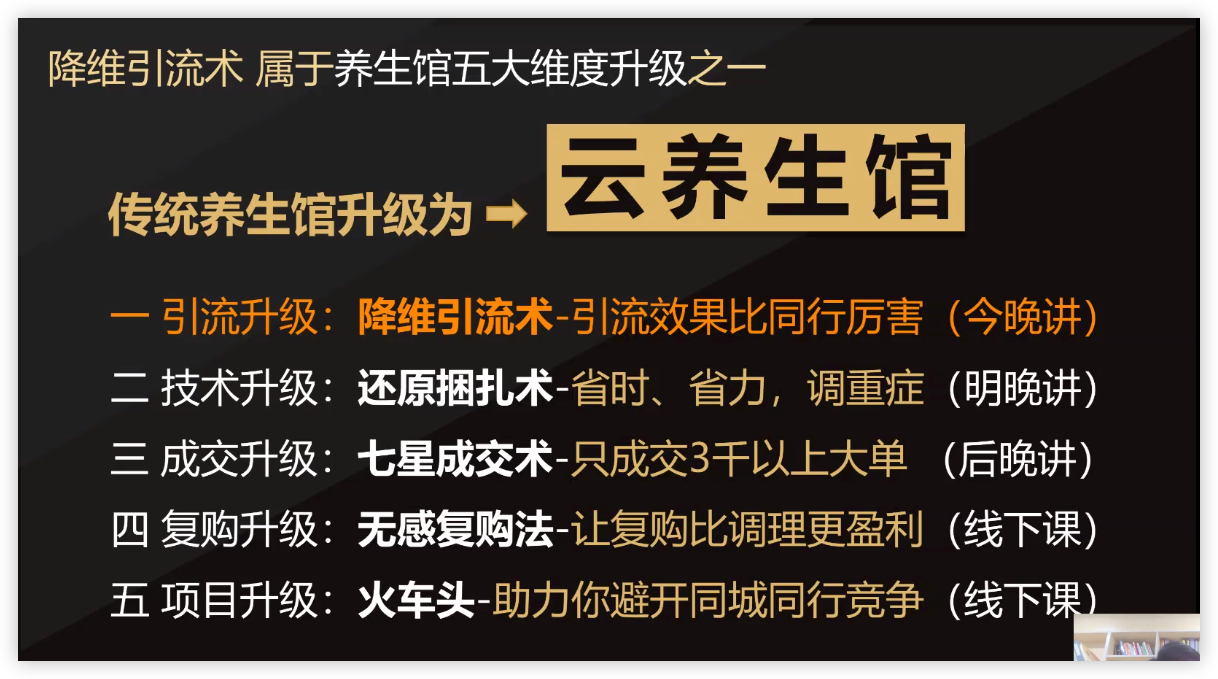 降维引流术 属于养生馆五大维度升级之一
传统养生馆升级为
云养生馆
一 引流升级：降维引流术-引流效果比同行厉害（今晚讲）
二 技术升级：还原捆扎术-省时、省力，调重症（明晚讲）
三 成交升级：七星成交术-只成交3千以上大单 （后晚讲）
四 复购升级：无感复购法-让复购比调理更盈利（线下课）
五 项目升级：火车头-助力你避开同城同行竞争（线下课）